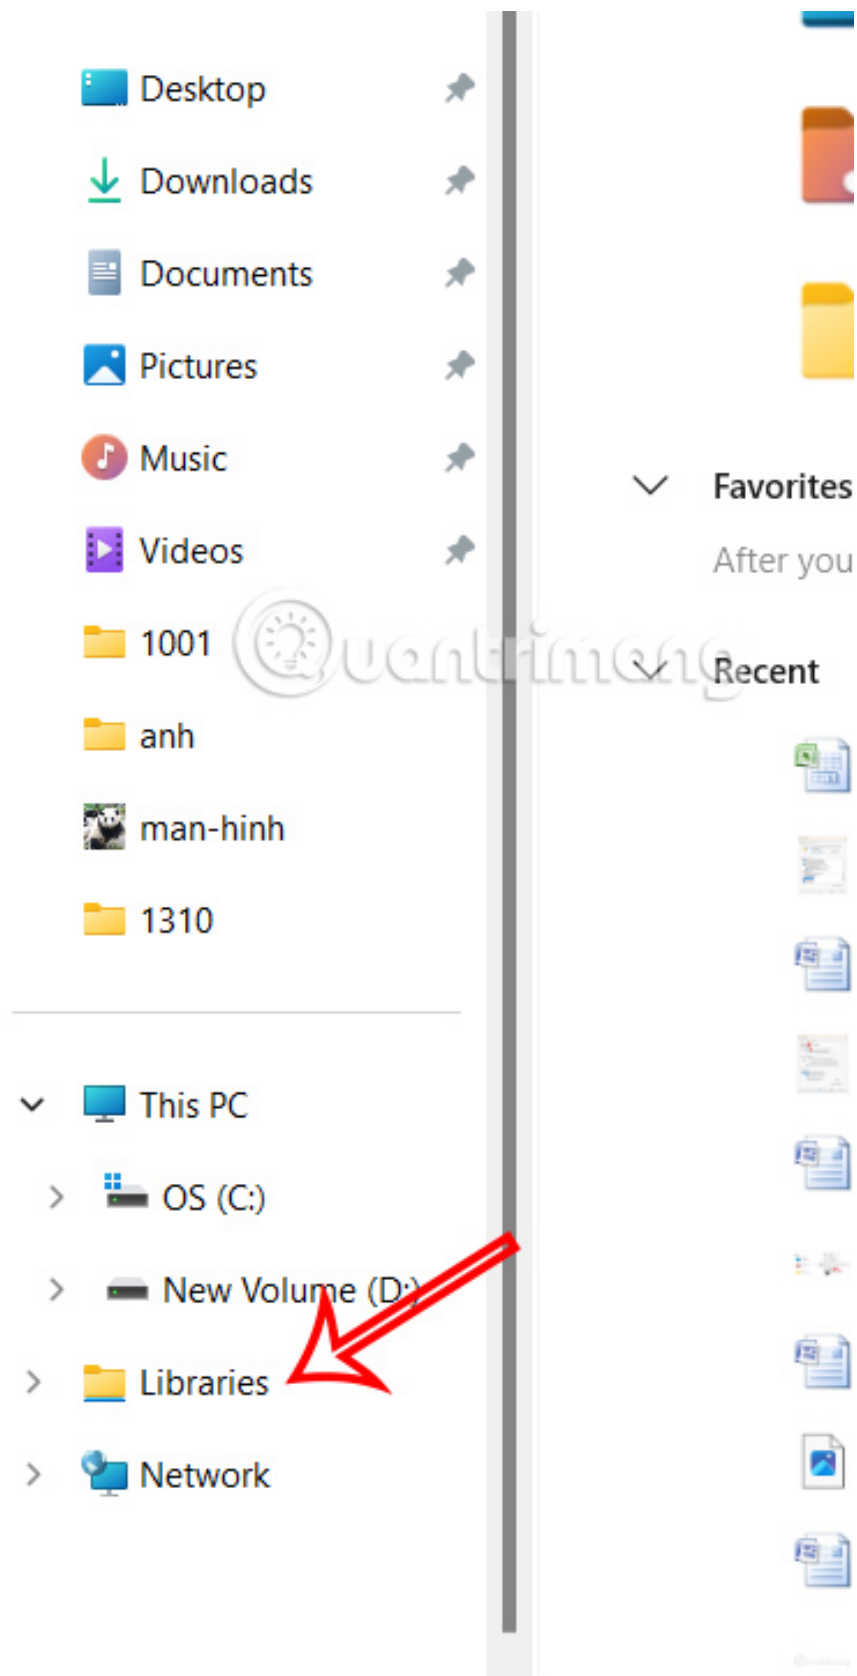 Desktop
Downloads
Documents
Pictures
Music
Videos
1001
anh
man-hinh
1310
This PC
OS (C:)
New Volume (D:)
Libraries
Network
Favorites
After you
Recent
Quantrimang